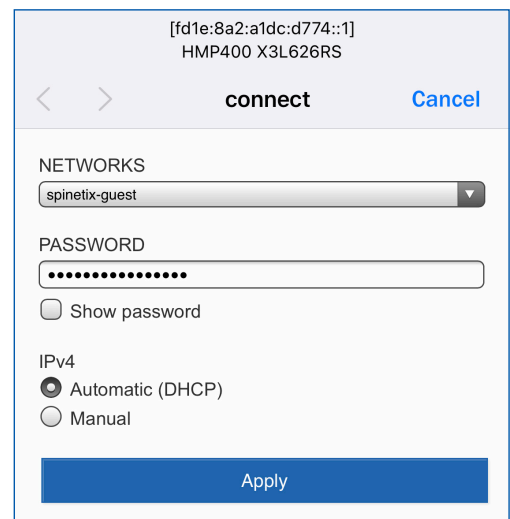 [fd1e:8a2:a1dc:d774::1]
HMP400 X3L626RS
connect Cancel
NETWORKS
spinetix-guest
PASSWORD
••••••••••••••••
Show password
IPv4
Automatic (DHCP)
Manual
Apply